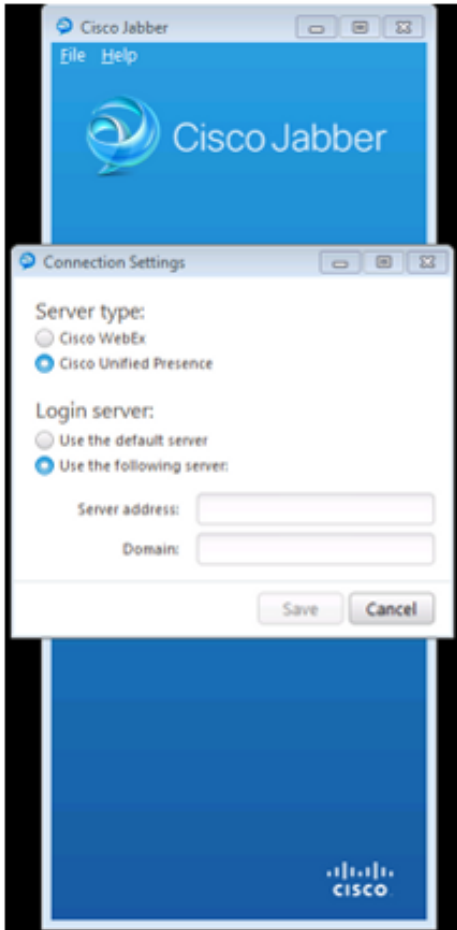 Cisco Jabber
File Help
Cisco Jabber
Connection Settings
Server type:
Cisco WebEx
Cisco Unified Presence
Login server:
Use the default server
Use the following server:
Server address:
Domain:
Save Cancel
CISCO